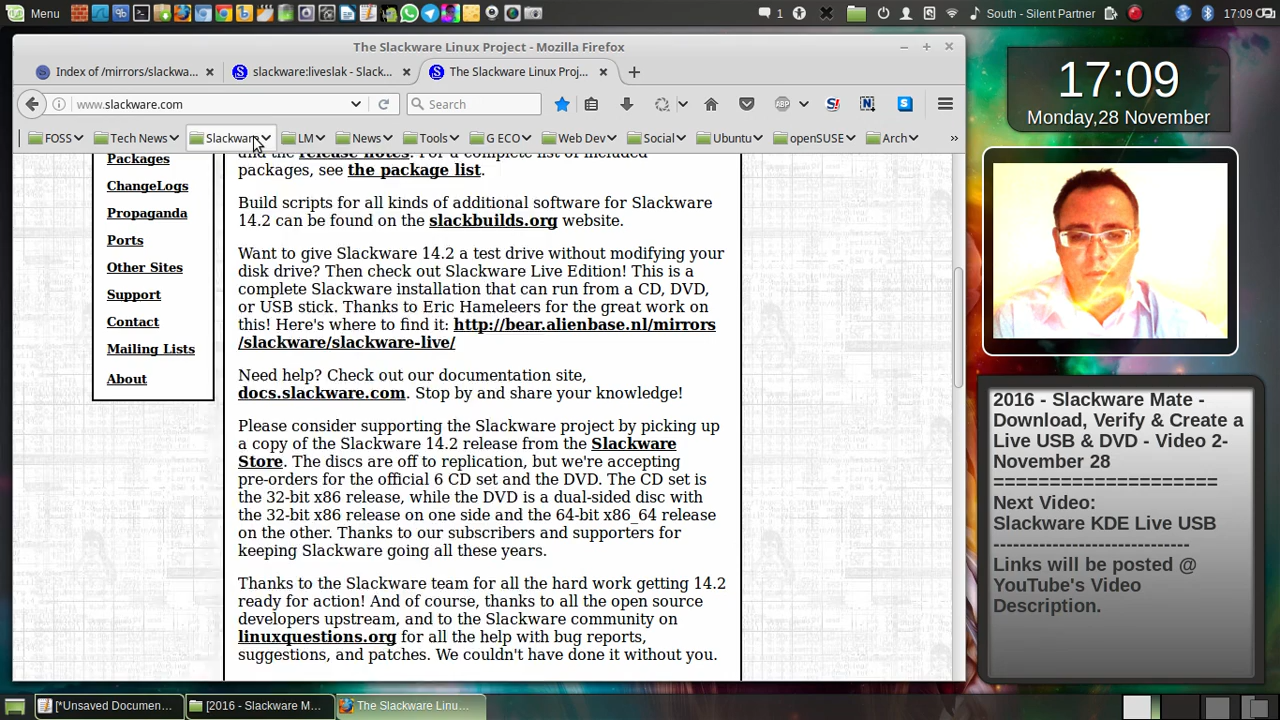 Menu
1
South - Silent Partner
17:09
The Slackware Linux Project - Mozilla Firefox
Index of /mirrors/slackwa...
slackware:liveslak - Slack...
The Slackware Linux Proj...
www.slackware.com
Search
ABP
FOSS
Tech News
Slackware
LM
News
Tools
G ECO
Web Dev
Social
Ubuntu
openSUSE
Arch
»
Packages
ChangeLogs
Propaganda
Ports
Other Sites
Support
Contact
Mailing Lists
About
and the release notes. For a complete list of included
packages, see the package list.
Build scripts for all kinds of additional software for Slackware
14.2 can be found on the slackbuilds.org website.
Want to give Slackware 14.2 a test drive without modifying your
disk drive? Then check out Slackware Live Edition! This is a
complete Slackware installation that can run from a CD, DVD,
or USB stick. Thanks to Eric Hameleers for the great work on
this! Here's where to find it: http://bear.alienbase.nl/mirrors
/slackware/slackware-live/
Need help? Check out our documentation site,
docs.slackware.com. Stop by and share your knowledge!
Please consider supporting the Slackware project by picking up
a copy of the Slackware 14.2 release from the Slackware
Store. The discs are off to replication, but we're accepting
pre-orders for the official 6 CD set and the DVD. The CD set is
the 32-bit x86 release, while the DVD is a dual-sided disc with
the 32-bit x86 release on one side and the 64-bit x86_64 release
on the other. Thanks to our subscribers and supporters for
keeping Slackware going all these years.
Thanks to the Slackware team for all the hard work getting 14.2
ready for action! And of course, thanks to all the open source
developers upstream, and to the Slackware community on
linuxquestions.org for all the help with bug reports,
suggestions, and patches. We couldn't have done it without you.
17:09
Monday,28 November
2016 - Slackware Mate -
Download, Verify & Create a
Live USB & DVD - Video 2-
November 28
====================
Next Video:
Slackware KDE Live USB
----------------------------
Links will be posted @
YouTube's Video
Description.
[*Unsaved Documen...
[2016 - Slackware M...
The Slackware Linu...